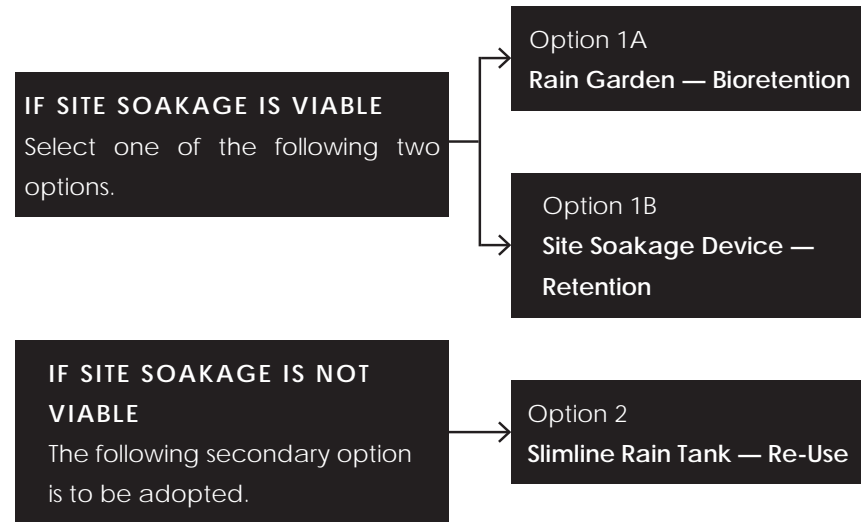 IF SITE SOAKAGE IS VIABLE
Select one of the following two
options.
Option 1A
Rain Garden — Bioretention
Option 1B
Site Soakage Device —
Retention
IF SITE SOAKAGE IS NOT
VIABLE
The following secondary option
is to be adopted.
Option 2
Slimline Rain Tank — Re-Use